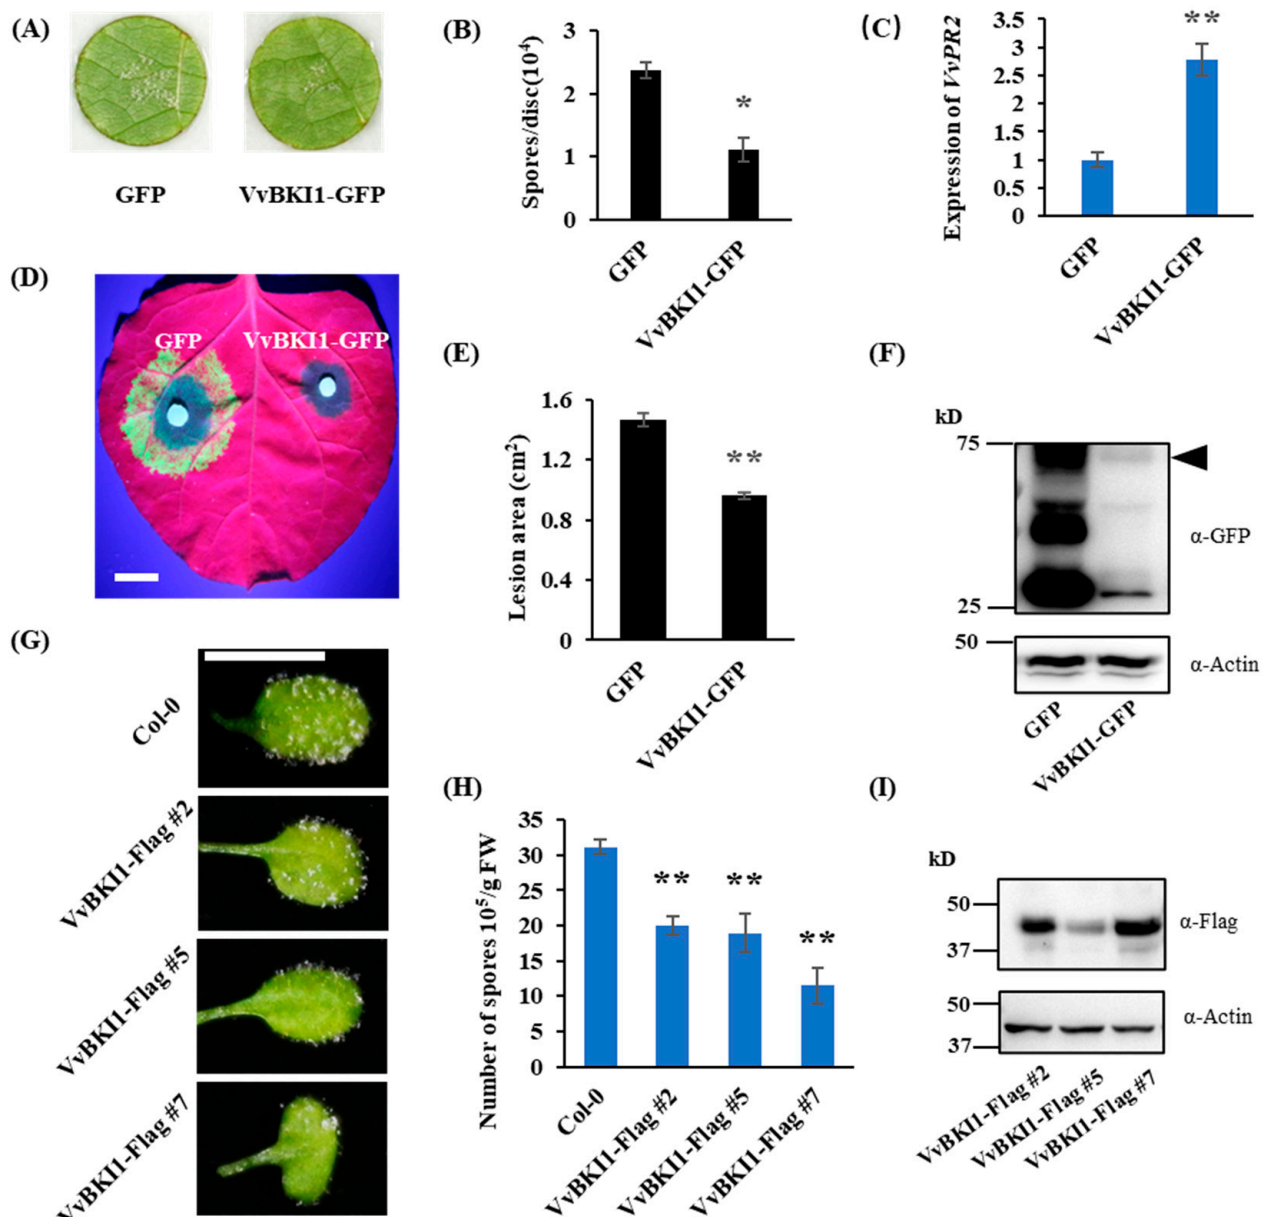 (A)
GFP
VvBKI1-GFP
(B)
Spores/disc(10⁴)
3
2
1
0
*
GFP
VvBKI1-GFP
(C)
Expression of VvPR2
3.5
3
2.5
2
1.5
1
0.5
0
**
GFP
VvBKI1-GFP
(D)
GFP
VvBKI1-GFP
(E)
Lesion area (cm²)
1.6
1.2
0.8
0.4
0
**
GFP
VvBKI1-GFP
(F)
kD
75
25
50
α-GFP
α-Actin
GFP
VvBKI1-GFP
(G)
Col-0
VvBKI1-Flag #2
VvBKI1-Flag #5
VvBKI1-Flag #7
(H)
Number of spores 10⁵/g FW
35
30
25
20
15
10
5
0
**
**
**
Col-0
VvBKI1-Flag #2
VvBKI1-Flag #5
VvBKI1-Flag #7
(I)
kD
50
37
α-Flag
50
37
α-Actin
VvBKI1-Flag #2
VvBKI1-Flag #5
VvBKI1-Flag #7